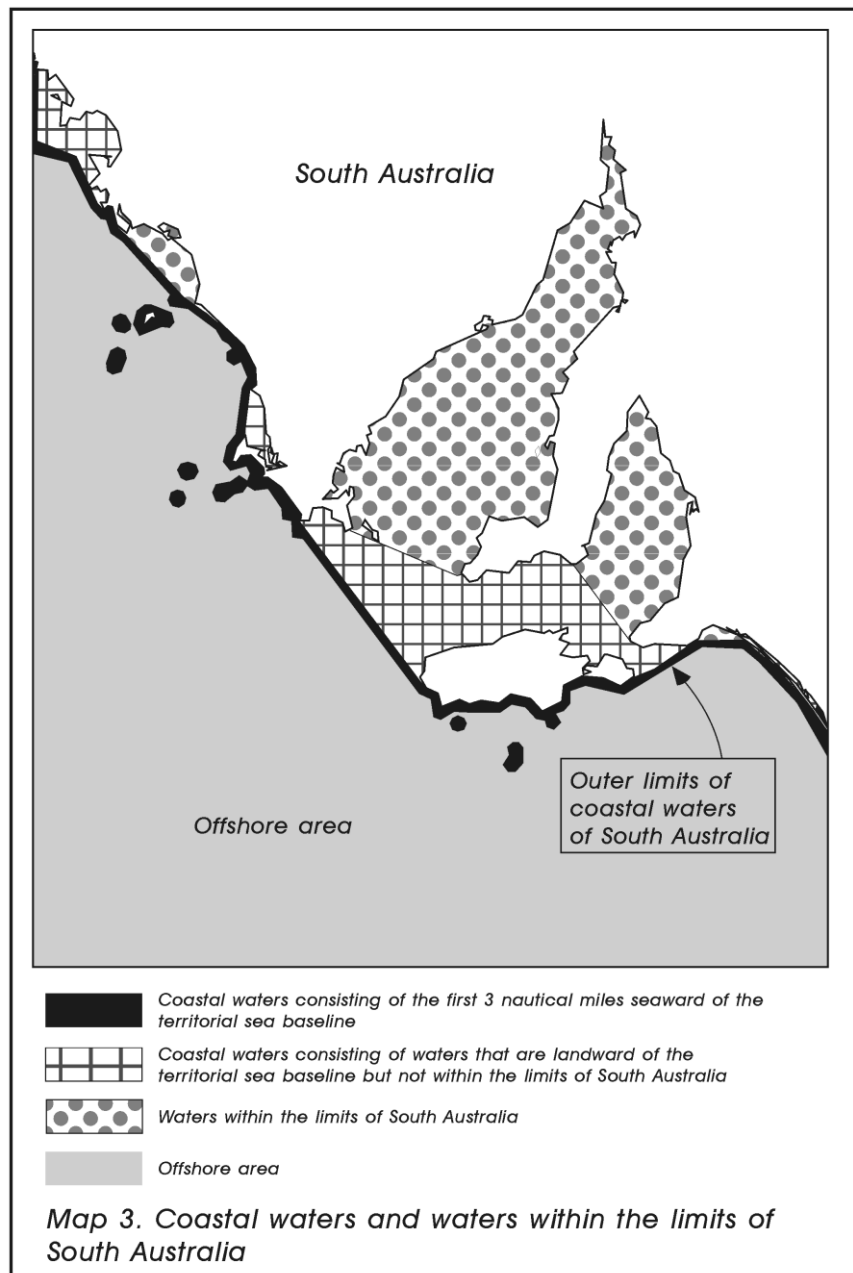 South Australia
Outer limits of
coastal waters
of South Australia
Offshore area
Coastal waters consisting of the first 3 nautical miles seaward of the
territorial sea baseline
Coastal waters consisting of waters that are landward of the
territorial sea baseline but not within the limits of South Australia
Waters within the limits of South Australia
Offshore area
Map 3. Coastal waters and waters within the limits of
South Australia